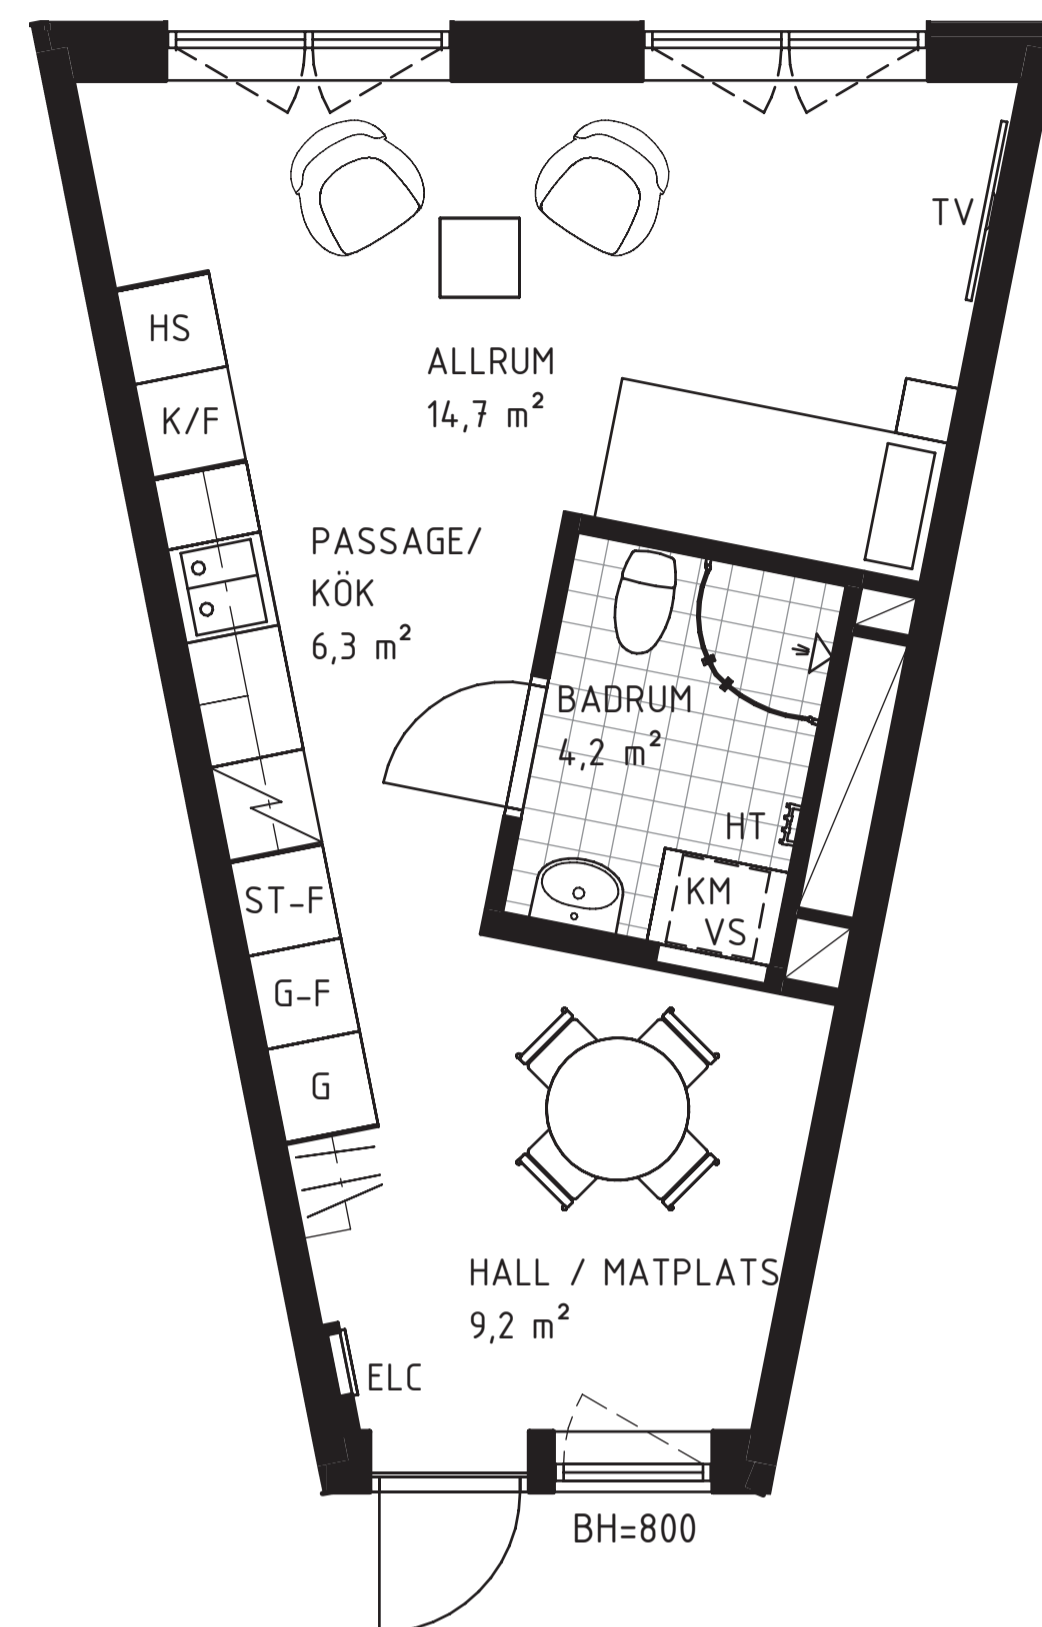 TV
HS
ALLRUM
14,7 m²
K/F
PASSAGE/
KÖK
6,3 m²
BADRUM
4,2 m²
HT
KM
VS
ST-F
G-F
G
HALL / MATPLATS
9,2 m²
ELC
BH=800